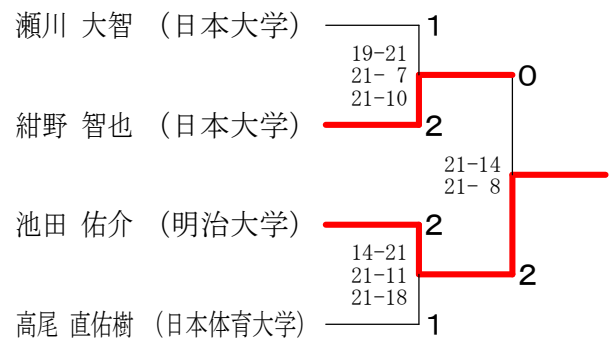 瀬川 大智 (日本大学) 1
19-21
21- 7
21-10
0
紺野 智也 (日本大学) 2
21-14
21- 8
池田 佑介 (明治大学) 2
14-21
21-11
21-18
2
高尾 直佑樹 (日本体育大学) 1